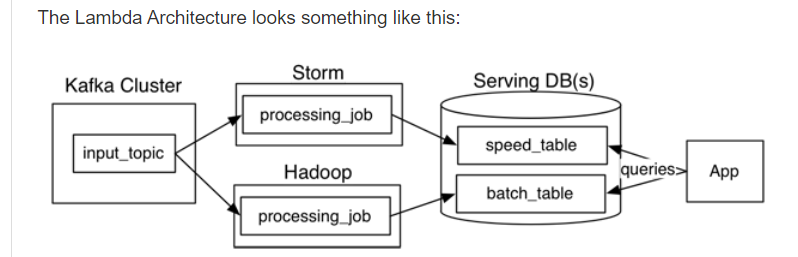 The Lambda Architecture looks something like this:
Kafka Cluster
input_topic
Storm
processing_job
Hadoop
processing_job
Serving DB(s)
speed_table
batch_table
queries
App